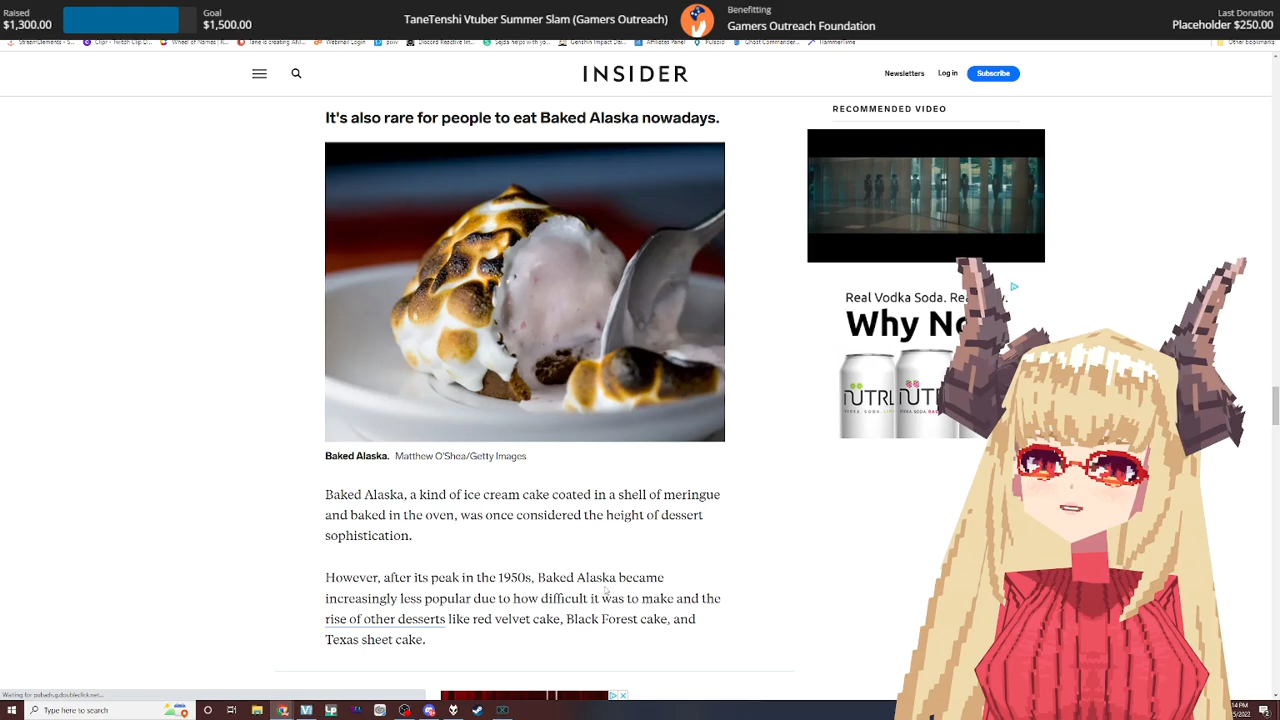 Raised
$1,300.00
Goal
$1,500.00
TaneTenshi Vtuber Summer Slam (Gamers Outreach)
Benefitting
Gamers Outreach Foundation
Last Donation
Placeholder $250.00
INSIDER
Newsletters
Log in
Subscribe
It's also rare for people to eat Baked Alaska nowadays.
RECOMMENDED VIDEO
Real Vodka Soda.
Why
NÜTRL
VODKA. SODA.
NÜT
VODKA. SODA.
Baked Alaska. Matthew O'Shea/Getty Images
Baked Alaska, a kind of ice cream cake coated in a shell of meringue
and baked in the oven, was once considered the height of dessert
sophistication.
However, after its peak in the 1950s, Baked Alaska became
increasingly less popular due to how difficult it was to make and the
rise of other desserts like red velvet cake, Black Forest cake, and
Texas sheet cake.
Type here to search